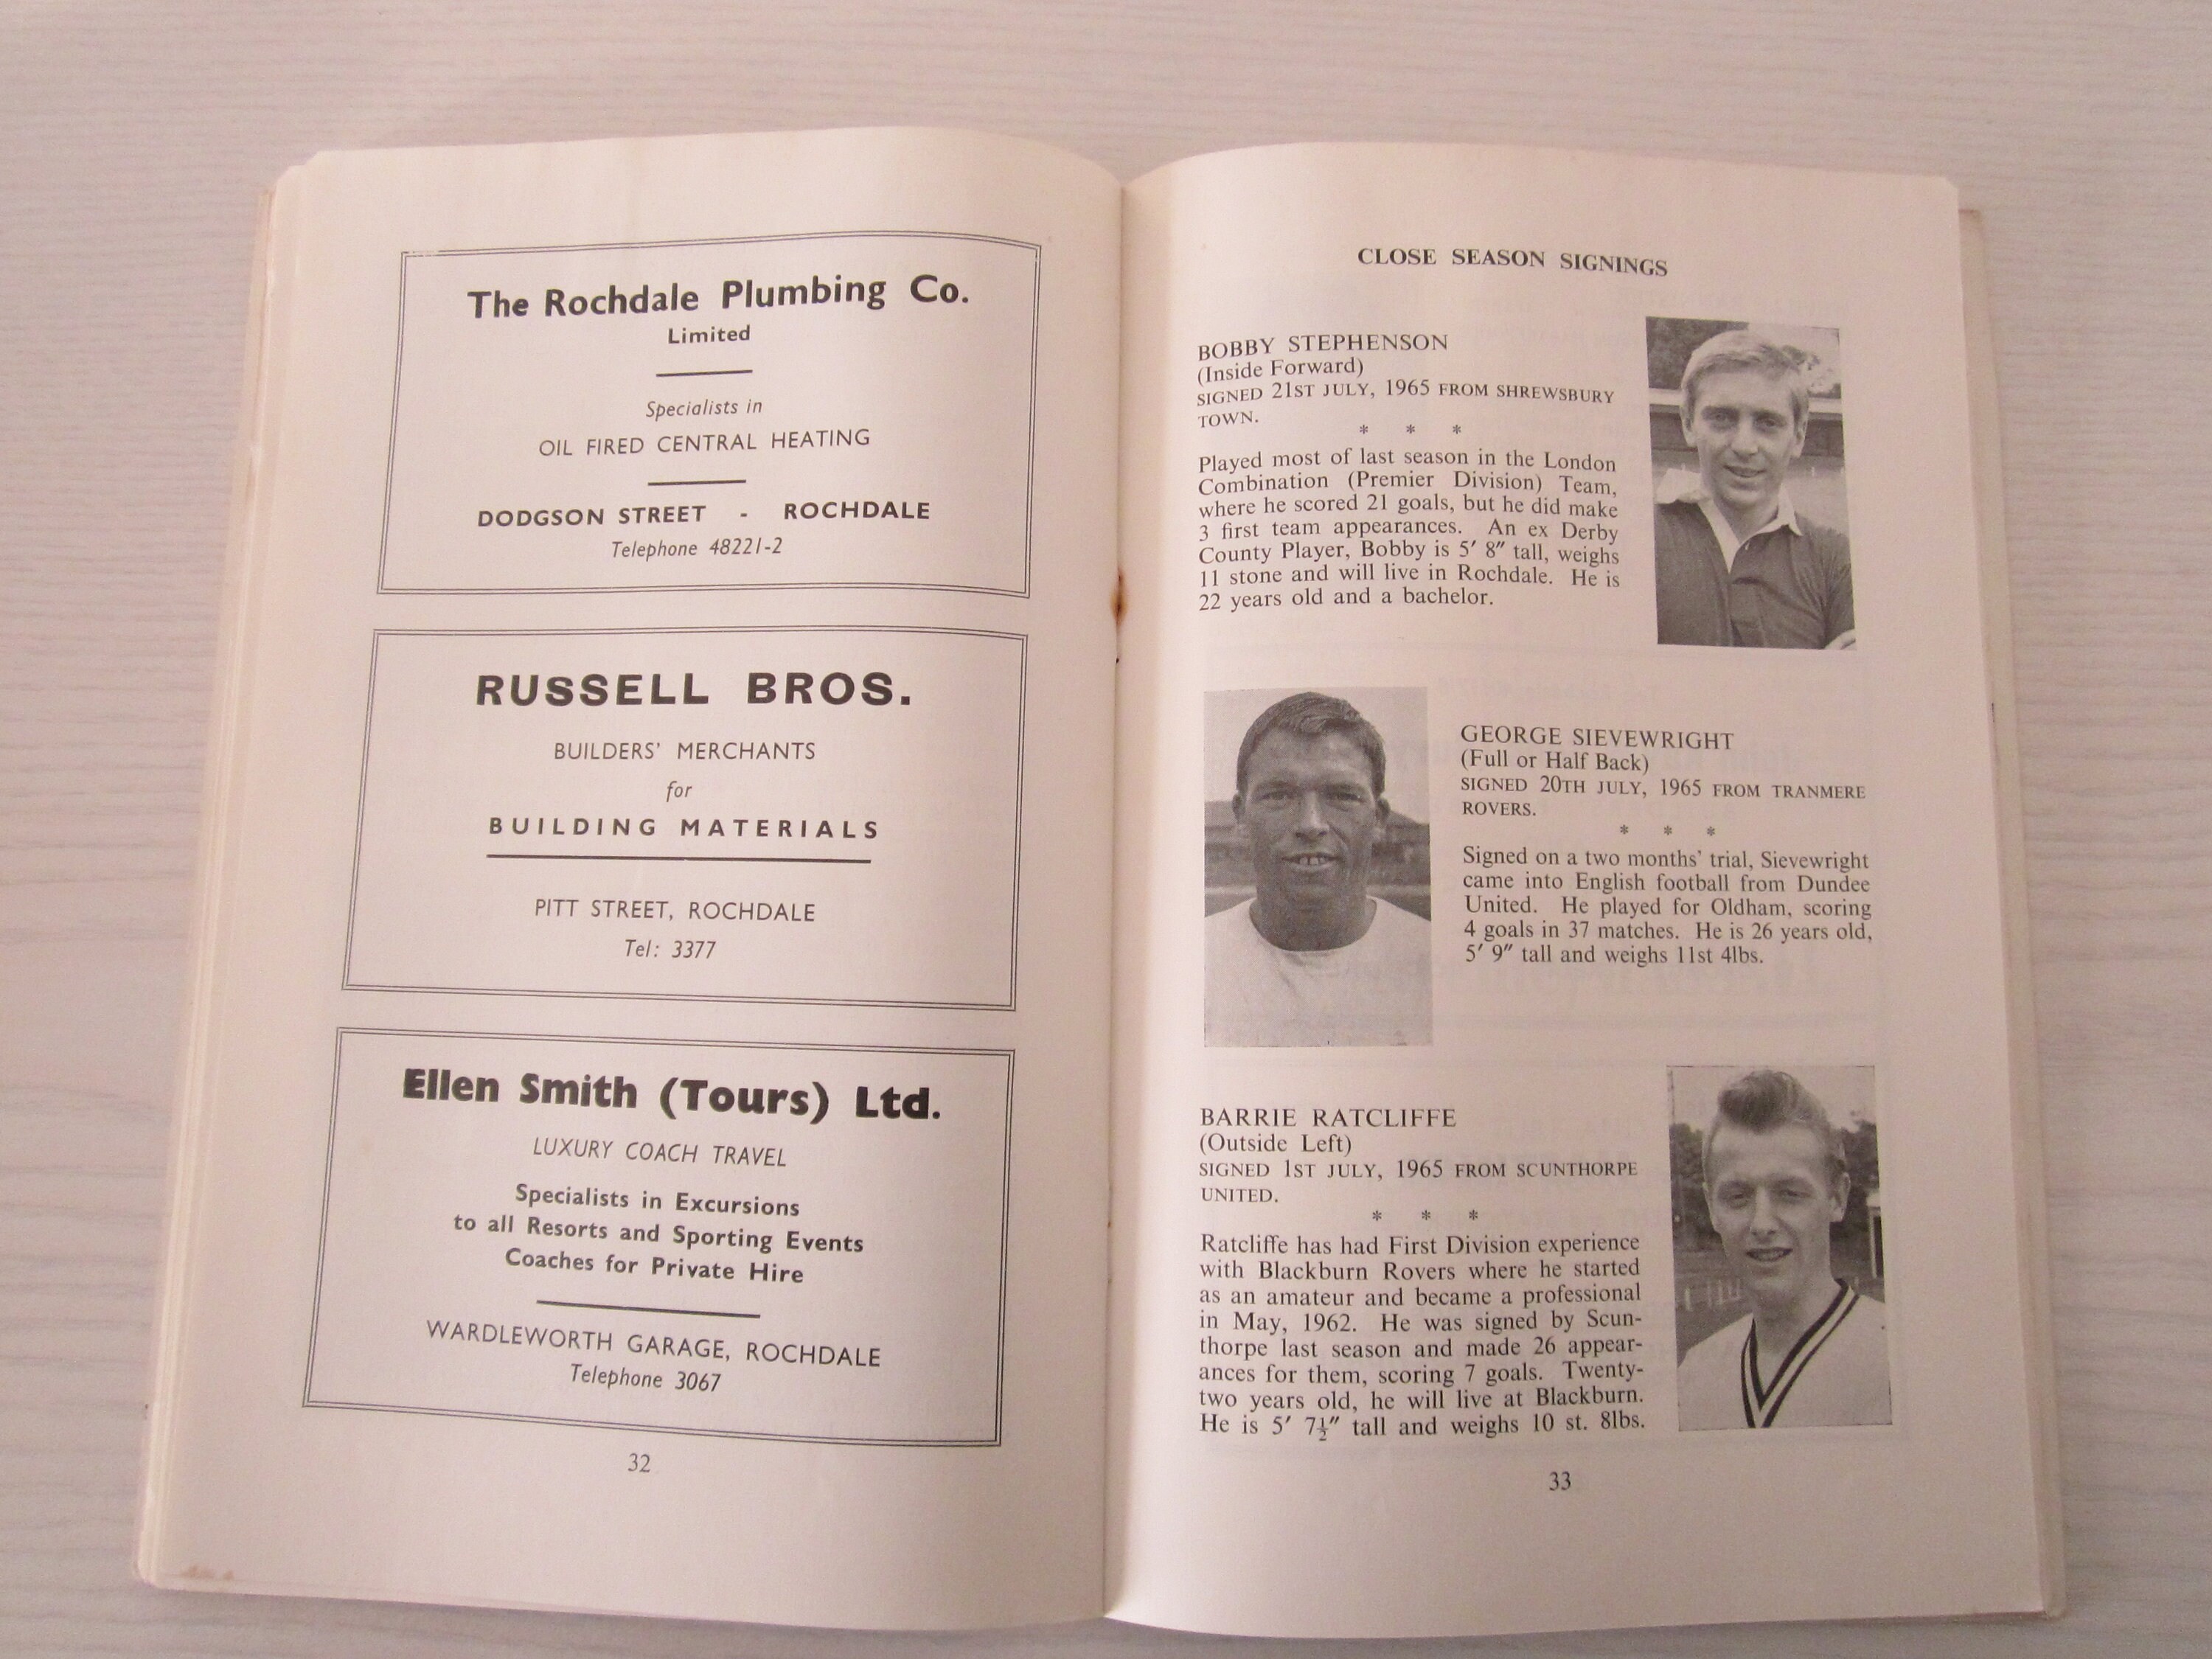 The Rochdale Plumbing Co.
Limited
Specialists in
OIL FIRED CENTRAL HEATING
DODGSON STREET - ROCHDALE
Telephone 48221-2
RUSSELL BROS.
BUILDERS' MERCHANTS
for
BUILDING MATERIALS
PITT STREET, ROCHDALE
Tel: 3377
Ellen Smith (Tours) Ltd.
LUXURY COACH TRAVEL
Specialists in Excursions
to all Resorts and Sporting Events
Coaches for Private Hire
WARDLEWORTH GARAGE, ROCHDALE
Telephone 3067
32
CLOSE SEASON SIGNINGS
BOBBY STEPHENSON
(Inside Forward)
SIGNED 21ST JULY, 1965 FROM SHREWSBURY
TOWN.
* * *
Played most of last season in the London
Combination (Premier Division) Team,
where he scored 21 goals, but he did make
3 first team appearances. An ex Derby
County Player, Bobby is 5′ 8″ tall, weighs
11 stone and will live in Rochdale. He is
22 years old and a bachelor.
GEORGE SIEVEWRIGHT
(Full or Half Back)
SIGNED 20TH JULY, 1965 FROM TRANMERE
ROVERS.
* * *
Signed on a two months' trial, Sievewright
came into English football from Dundee
United. He played for Oldham, scoring
4 goals in 37 matches. He is 26 years old,
5′ 9″ tall and weighs 11st 4lbs.
BARRIE RATCLIFFE
(Outside Left)
SIGNED 1ST JULY, 1965 FROM SCUNTHORPE
UNITED.
* * *
Ratcliffe has had First Division experience
with Blackburn Rovers where he started
as an amateur and became a professional
in May, 1962. He was signed by Scun-
thorpe last season and made 26 appear-
ances for them, scoring 7 goals. Twenty-
two years old, he will live at Blackburn.
He is 5′ 7½″ tall and weighs 10 st. 8lbs.
33